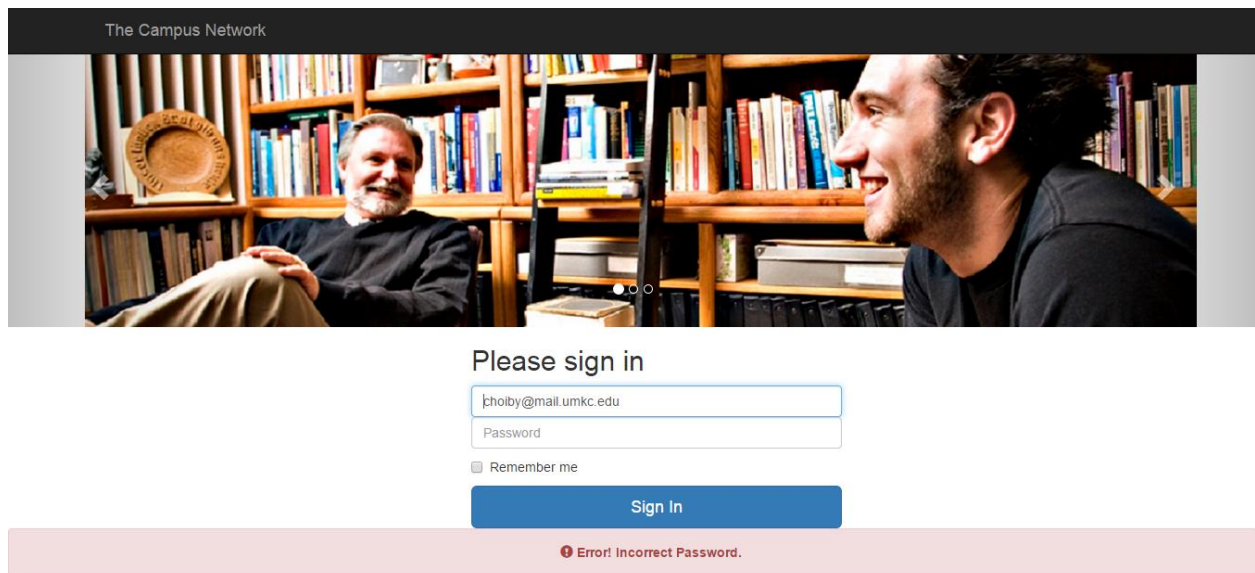 The Campus Network
Please sign in
choiby@mail.umkc.edu
Password
Remember me
Sign In
Error! Incorrect Password.